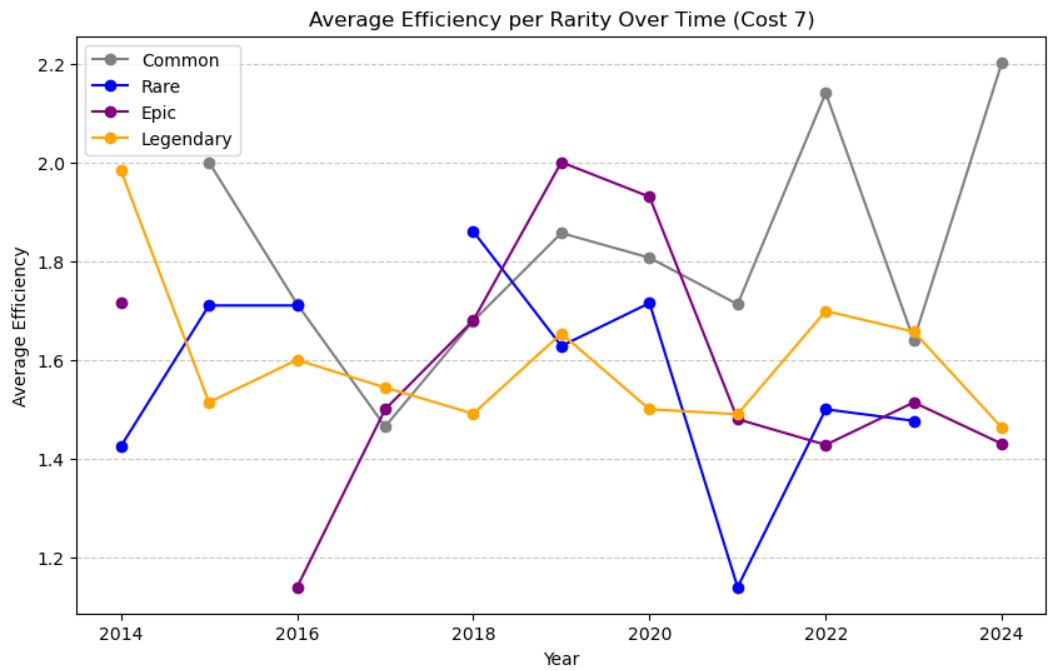 Average Efficiency per Rarity Over Time (Cost 7)
Common
Rare
Epic
Legendary
Average Efficiency
2.2
2.0
1.8
1.6
1.4
1.2
2014 2016 2018 2020 2022 2024
Year